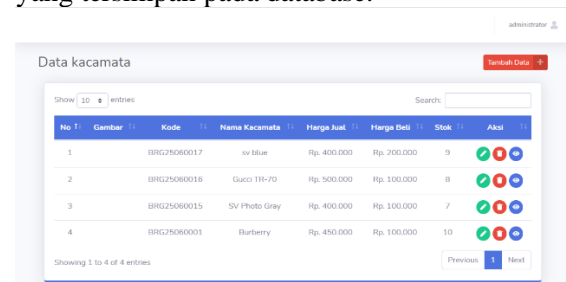 yang tersimpan pada database.
administrator
Data kacamata
Tambah Data +
Show 10 entries
Search:
No Gambar Kode Nama Kacamata Harga Jual Harga Beli Stok Aksi
1 BRG25060017 sv blue Rp. 400.000 Rp. 200.000 9
2 BRG25060016 Gucci TR-70 Rp. 500.000 Rp. 100.000 8
3 BRG25060015 SV Photo Gray Rp. 400.000 Rp. 100.000 7
4 BRG25060001 Burberry Rp. 450.000 Rp. 100.000 10
Showing 1 to 4 of 4 entries
Previous 1 Next